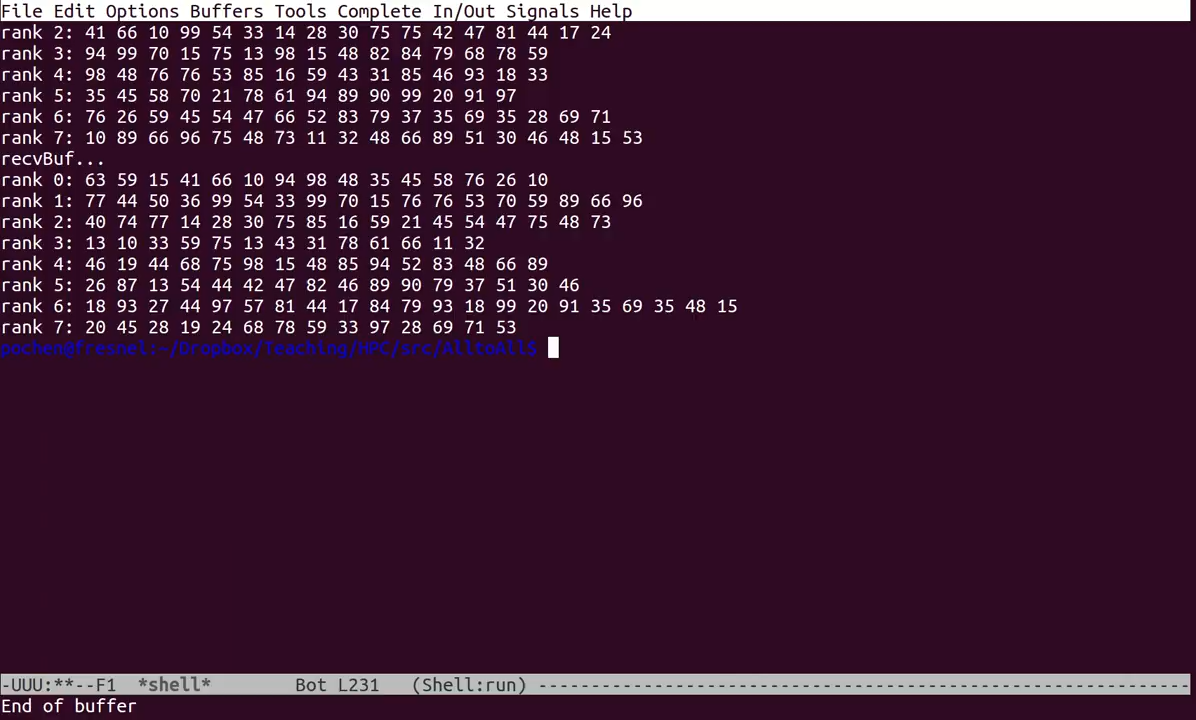 File Edit Options Buffers Tools Complete In/Out Signals Help
rank 2: 41 66 10 99 54 33 14 28 30 75 75 42 47 81 44 17 24
rank 3: 94 99 70 15 75 13 98 15 48 82 84 79 68 78 59
rank 4: 98 48 76 76 53 85 16 59 43 31 85 46 93 18 33
rank 5: 35 45 58 70 21 78 61 94 89 90 99 20 91 97
rank 6: 76 26 59 45 54 47 66 52 83 79 37 35 69 35 28 69 71
rank 7: 10 89 66 96 75 48 73 11 32 48 66 89 51 30 46 48 15 53
recvBuf...
rank 0: 63 59 15 41 66 10 94 98 48 35 45 58 76 26 10
rank 1: 77 44 50 36 99 54 33 99 70 15 76 76 53 70 59 89 66 96
rank 2: 40 74 77 14 28 30 75 85 16 59 21 45 54 47 75 48 73
rank 3: 13 10 33 59 75 13 43 31 78 61 66 11 32
rank 4: 46 19 44 68 75 98 15 48 85 94 52 83 48 66 89
rank 5: 26 87 13 54 44 42 47 82 46 89 90 79 37 51 30 46
rank 6: 18 93 27 44 97 57 81 44 17 84 79 93 18 99 20 91 35 69 35 48 15
rank 7: 20 45 28 19 24 68 78 59 33 97 28 69 71 53
pochen@fresnel:~/Dropbox/Teaching/HPC/src/AlltoAll$
-UUU:**--F1  *shell*        Bot L231   (Shell:run) --------------------------------------------------------------
End of buffer